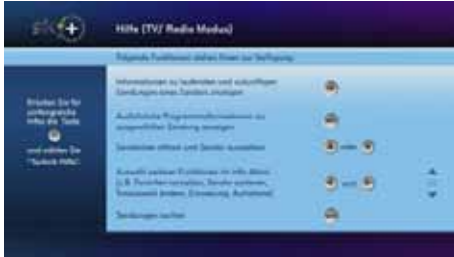 sky+
Hilfe (TV/ Radio Modus)
Folgende Funktionen stehen Ihnen zur Verfügung:
Informationen zu laufenden und zukünftigen
Sendungen eines Senders anzeigen
Ausführliche Programminformationen zu
ausgewählter Sendung anzeigen
Senderliste öffnen und Sender auswählen
oder
Auswahl weiterer Funktionen im Info-Menü
(z.B. Favoriten verwalten, Sender sortieren,
Tonauswahl ändern, Erinnerung, Aufnahme)
und
Sendungen suchen
Drücken Sie für
umfangreiche
Hilfe die Taste
und wählen Sie
"Technik Hilfe".